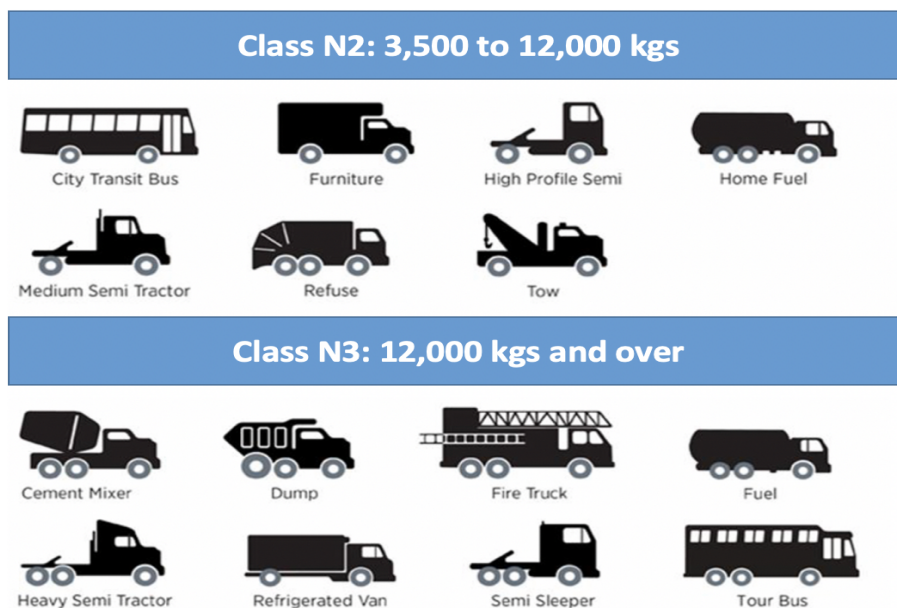 Class N2: 3,500 to 12,000 kgs
City Transit Bus
Furniture
High Profile Semi
Home Fuel
Medium Semi Tractor
Refuse
Tow
Class N3: 12,000 kgs and over
Cement Mixer
Dump
Fire Truck
Fuel
Heavy Semi Tractor
Refrigerated Van
Semi Sleeper
Tour Bus